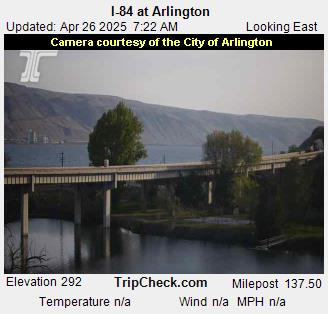 I-84 at Arlington
Updated: Apr 26 2025 7:22 AM Looking East
Camera courtesy of the City of Arlington
Elevation 292 TripCheck.com Milepost 137.50
Temperature n/a Wind n/a MPH n/a